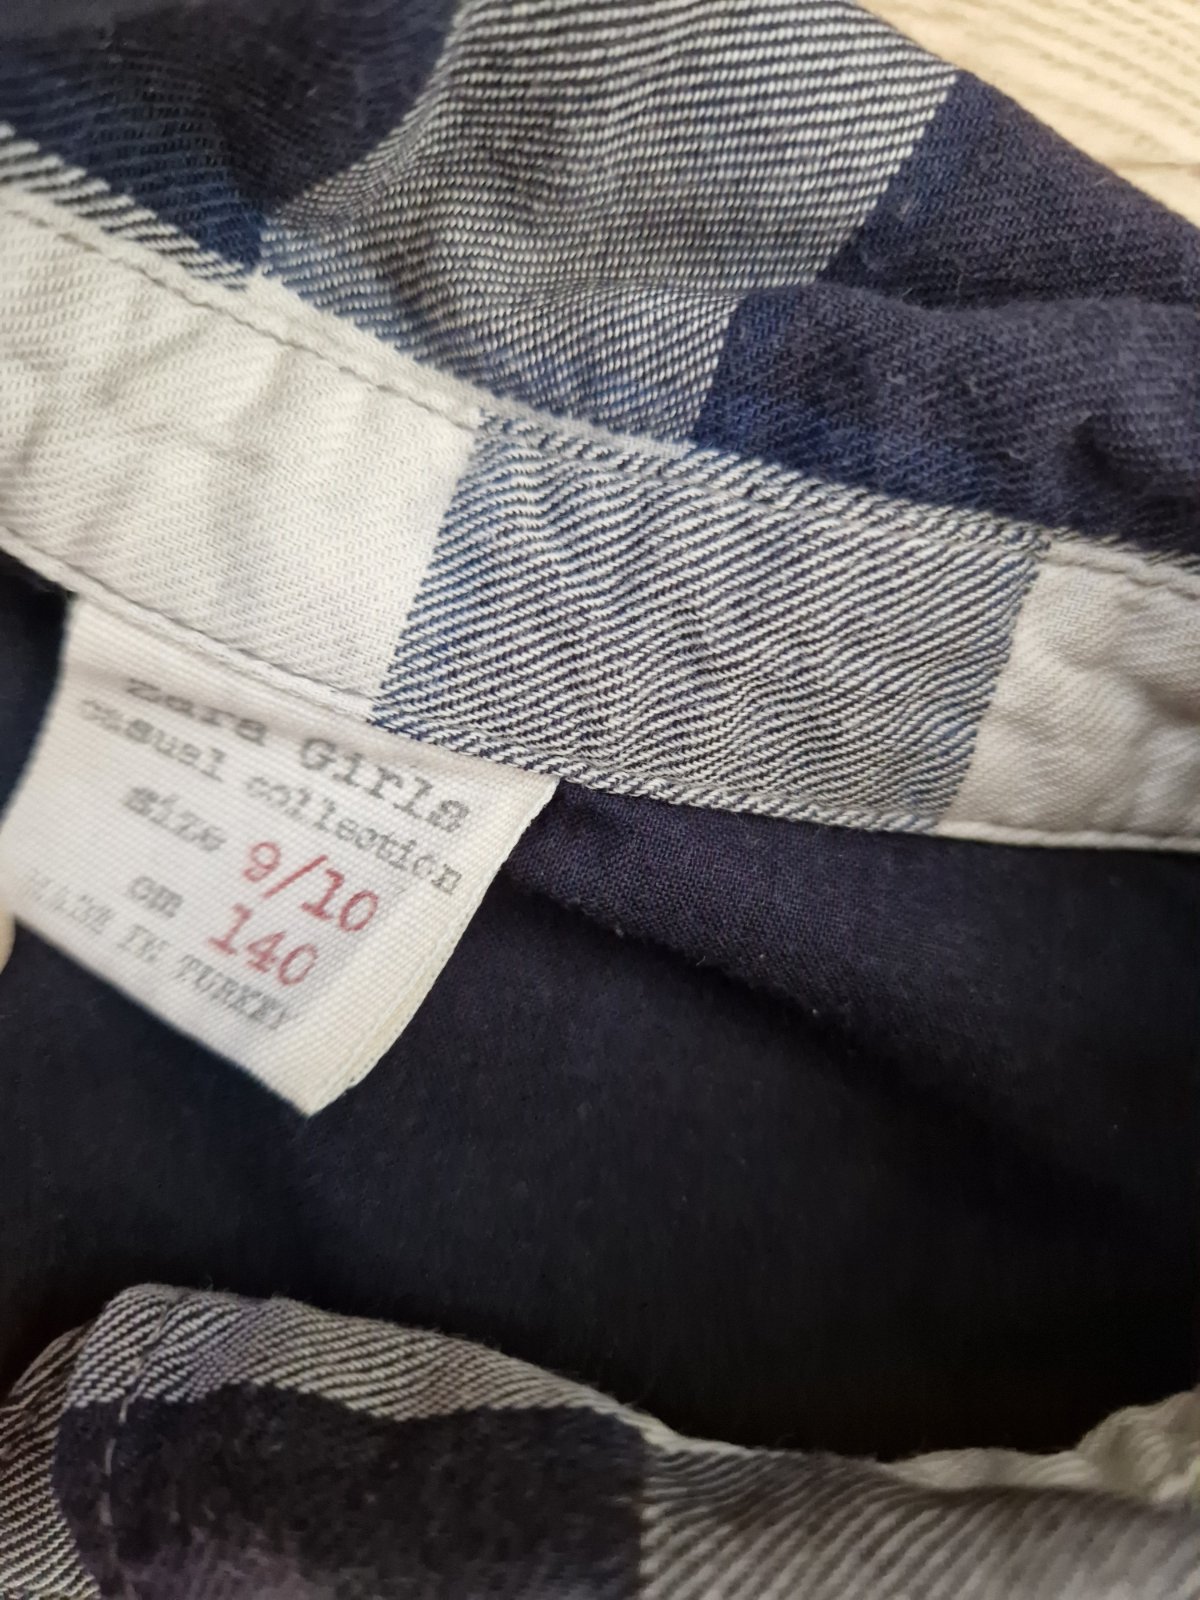 Zara Girls
casual collection
size 9/10
cm 140
MADE IN TURKEY